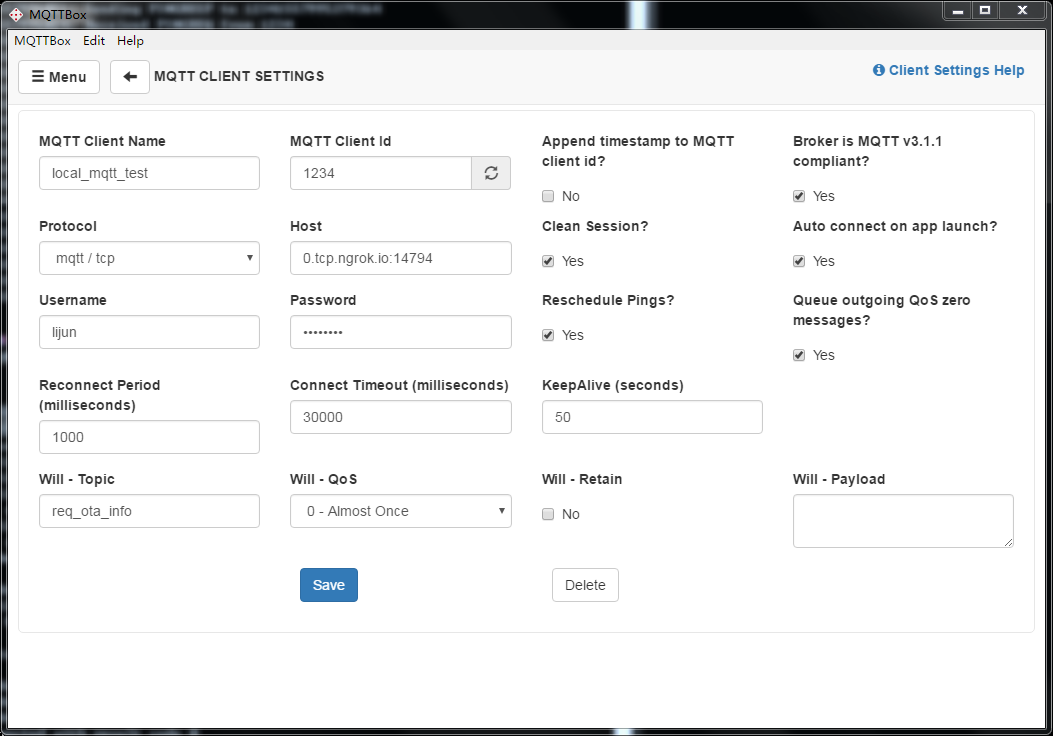 MQTTBox
MQTTBox Edit Help
Menu MQTT CLIENT SETTINGS Client Settings Help
MQTT Client Name
local_mqtt_test
MQTT Client Id
1234
Append timestamp to MQTT
client id?
No
Broker is MQTT v3.1.1
compliant?
Yes
Protocol
mqtt / tcp
Host
0.tcp.ngrok.io:14794
Clean Session?
Yes
Auto connect on app launch?
Yes
Username
lijun
Password
••••••••
Reschedule Pings?
Yes
Queue outgoing QoS zero
messages?
Yes
Reconnect Period
(milliseconds)
1000
Connect Timeout (milliseconds)
30000
KeepAlive (seconds)
50
Will - Topic
req_ota_info
Will - QoS
0 - Almost Once
Will - Retain
No
Will - Payload
Save
Delete